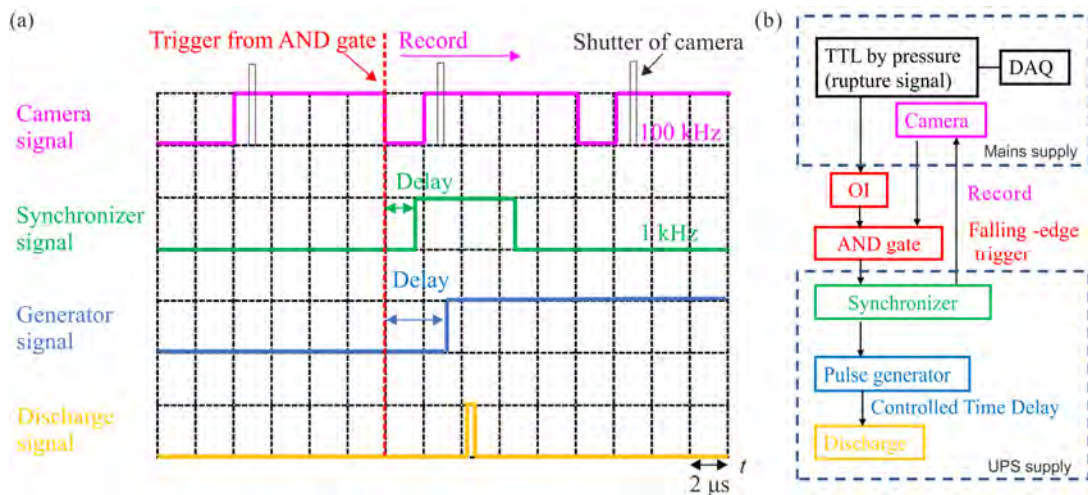 (a)
Trigger from AND gate
Record
Shutter of camera
Camera
signal
100 kHz
Delay
Synchronizer
signal
1 kHz
Delay
Generator
signal
Discharge
signal
t
2 μs
(b)
TTL by pressure
(rupture signal)
DAQ
Camera
Mains supply
OI
Record
AND gate
Falling -edge
trigger
Synchronizer
Pulse generator
Controlled Time Delay
Discharge
UPS supply